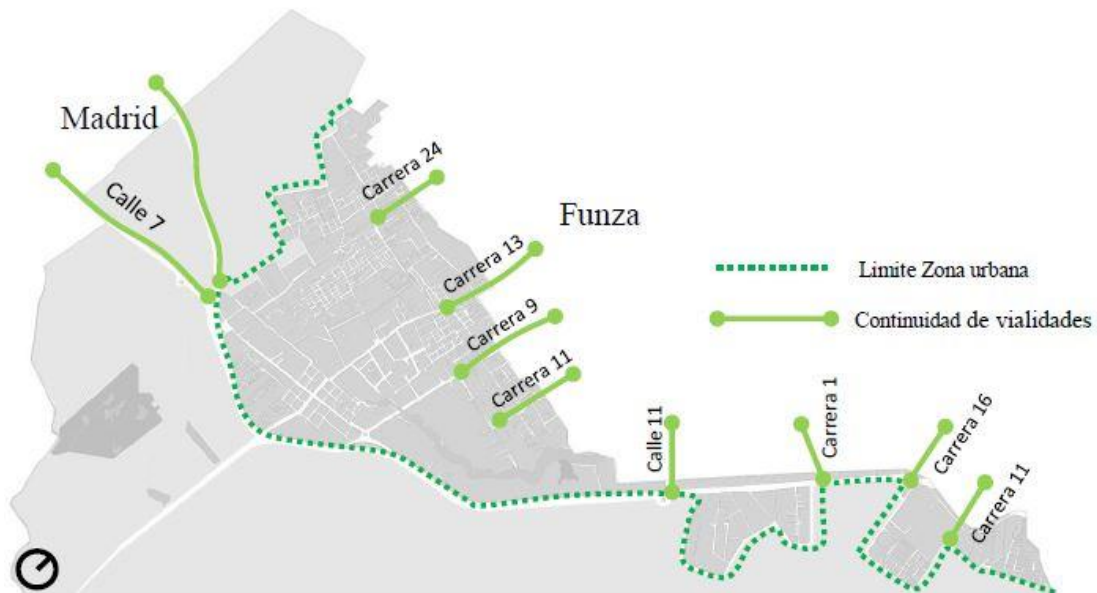 Madrid
Calle 7
Carrera 24
Funza
Carrera 13
Carrera 9
Carrera 11
Limite Zona urbana
Continuidad de vialidades
Calle 11
Carrera 1
Carrera 16
Carrera 11